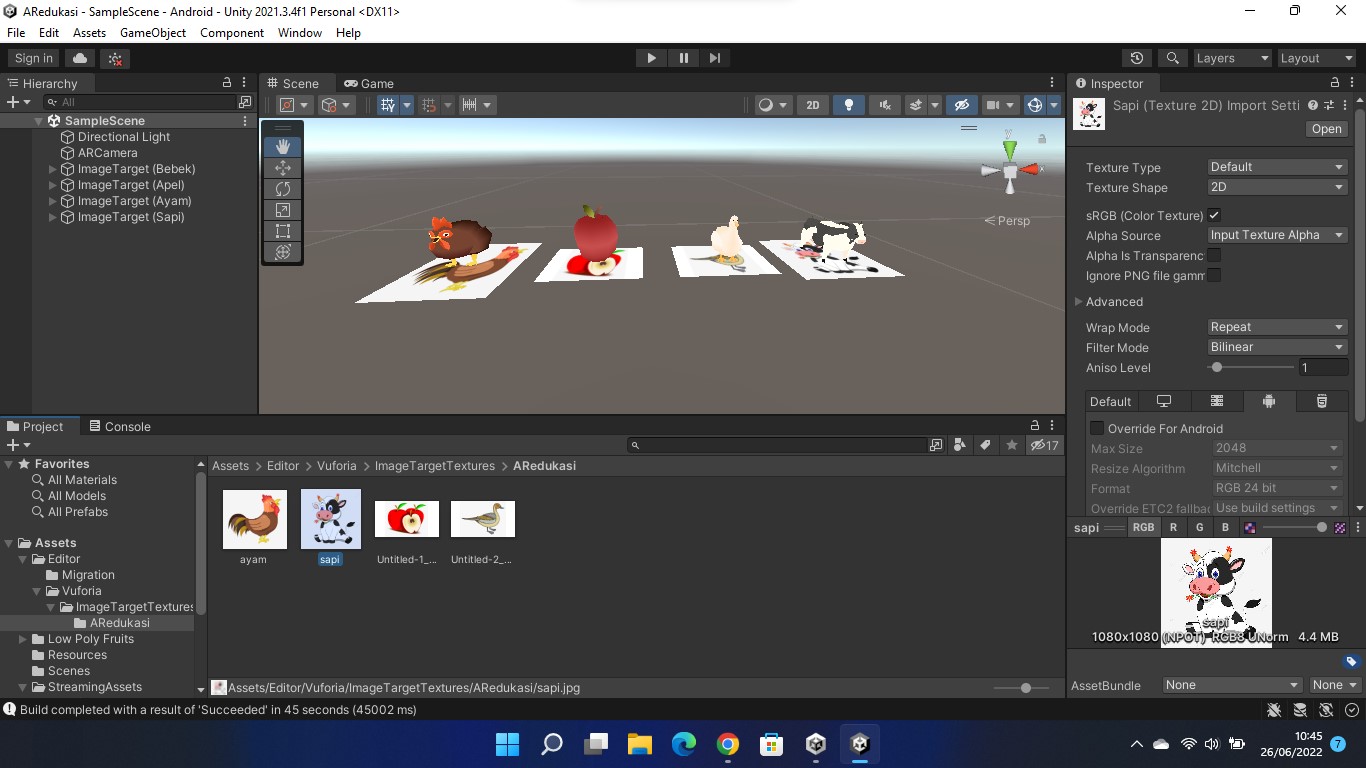 ARedukasi - SampleScene - Android - Unity 2021.3.4f1 Personal <DX11>
File Edit Assets GameObject Component Window Help
Sign in Layers Layout
Hierarchy Scene Game Inspector
All
Sapi (Texture 2D) Import Setti
Open
SampleScene
Directional Light
ARCamera
ImageTarget (Bebek)
ImageTarget (Apel)
ImageTarget (Ayam)
ImageTarget (Sapi)
2D
y
x
Persp
Texture Type Default
Texture Shape 2D
sRGB (Color Texture)
Alpha Source Input Texture Alpha
Alpha Is Transparenc
Ignore PNG file gamm
Advanced
Wrap Mode Repeat
Filter Mode Bilinear
Aniso Level 1
Default
Override For Android
Max Size 2048
Resize Algorithm Mitchell
Format RGB 24 bit
Override ETC2 fallbac Use build settings
Project Console
17
Favorites
All Materials
All Models
All Prefabs
Assets
Editor
Migration
Vuforia
ImageTargetTextures
ARedukasi
Low Poly Fruits
Resources
Scenes
StreamingAssets
Assets > Editor > Vuforia > ImageTargetTextures > ARedukasi
ayam sapi Untitled-1_... Untitled-2_...
Assets/Editor/Vuforia/ImageTargetTextures/ARedukasi/sapi.jpg
sapi RGB R G B
sapi
1080x1080 (NPOT) RGB8 UNorm 4.4 MB
AssetBundle None None
Build completed with a result of 'Succeeded' in 45 seconds (45002 ms)
10:45
26/06/2022
7